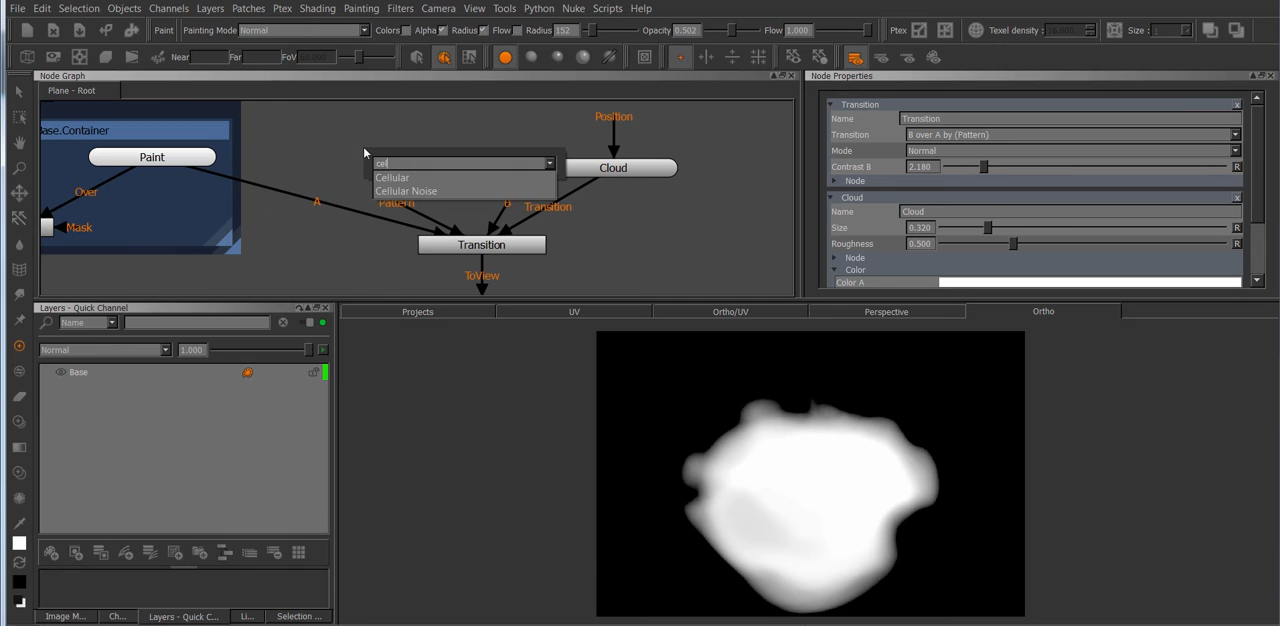 File Edit Selection Objects Channels Layers Patches Ptex Shading Painting Filters Camera View Tools Python Nuke Scripts Help
Paint Painting Mode Normal Colors Alpha Radius Flow Radius 152 Opacity 0.502 Flow 1.000 Ptex Texel density: Size : 1
Near Far FoV
Node Graph
Plane - Root
Base.Container
Paint
Over
Mask
A
Position
Cloud
cel
Cellular
Cellular Noise
Pattern
B
Transition
Transition
ToView
Node Properties
Transition x
Name Transition
Transition B over A by (Pattern)
Mode Normal
Contrast B 2.180 R
Node
Cloud x
Name Cloud
Size 0.320 R
Roughness 0.500 R
Node
Color
Color A
Layers - Quick Channel
Name
Normal 1.000
Base
Image M... Ch... Layers - Quick C... Li... Selection ...
Projects UV Ortho/UV Perspective Ortho